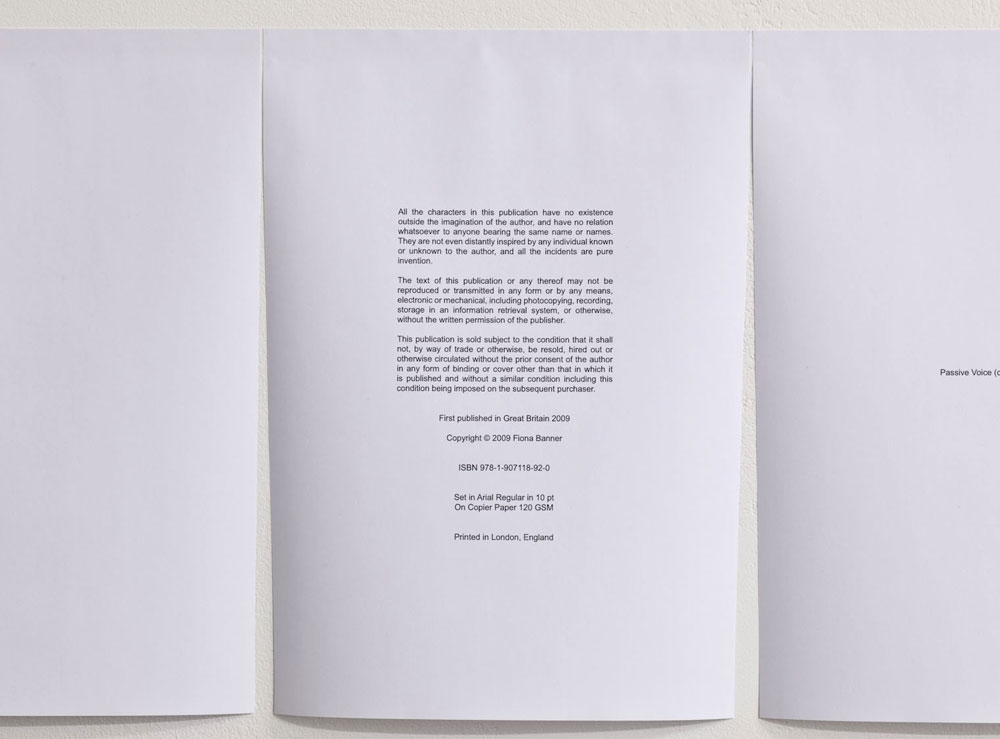 All the characters in this publication have no existence
outside the imagination of the author, and have no relation
whatsoever to anyone bearing the same name or names.
They are not even distantly inspired by any individual known
or unknown to the author, and all the incidents are pure
invention.
The text of this publication or any thereof may not be
reproduced or transmitted in any form or by any means,
electronic or mechanical, including photocopying, recording,
storage in an information retrieval system, or otherwise,
without the written permission of the publisher.
This publication is sold subject to the condition that it shall
not, by way of trade or otherwise, be resold, hired out or
otherwise circulated without the prior consent of the author
in any form of binding or cover other than that in which it
is published and without a similar condition including this
condition being imposed on the subsequent purchaser.
First published in Great Britain 2009
Copyright © 2009 Fiona Banner
ISBN 978-1-907118-92-0
Set in Arial Regular in 10 pt
On Copier Paper 120 GSM
Printed in London, England
Passive Voice (